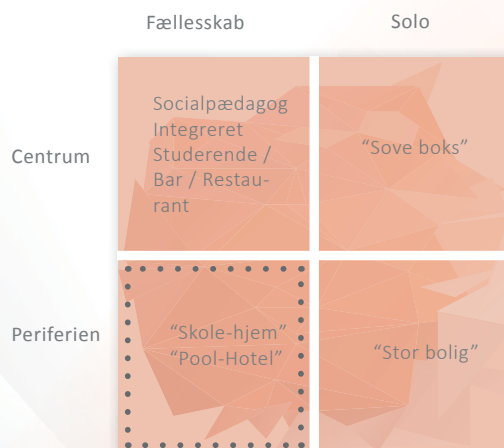 Fællesskab
Solo
Centrum
Socialpædagog
Integreret
Studerende /
Bar / Restau-
rant
“Sove boks”
Periferien
“Skole-hjem”
“Pool-Hotel”
“Stor bolig”